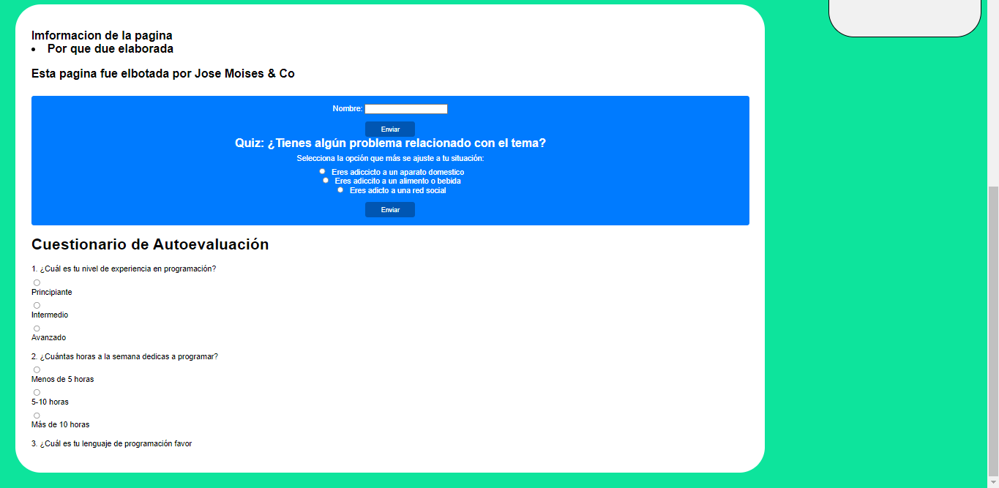 Imformacion de la pagina
• Por que due elaborada
Esta pagina fue elbotada por Jose Moises & Co
Nombre:
Enviar
Quiz: ¿Tienes algún problema relacionado con el tema?
Selecciona la opción que más se ajuste a tu situación:
Eres adiccicto a un aparato domestico
Eres adiccito a un alimento o bebida
Eres adicto a una red social
Enviar
Cuestionario de Autoevaluación
1. ¿Cuál es tu nivel de experiencia en programación?
Principiante
Intermedio
Avanzado
2. ¿Cuántas horas a la semana dedicas a programar?
Menos de 5 horas
5-10 horas
Más de 10 horas
3. ¿Cuál es tu lenguaje de programación favor